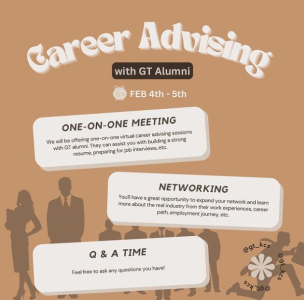 Career Advising
with GT Alumni
FEB 4th - 5th
ONE-ON-ONE MEETING
We will be offering one-on-one virtual career advising sessions
with GT alumni. They can assist you with building a strong
resume, preparing for job interviews, etc.
NETWORKING
You'll have a great opportunity to expand your network and learn
more about the real industry from their work experiences, career
path, employment journey, etc.
Q & A TIME
Feel free to ask any questions you have!
@gt_kcs
@gt_kcs
@gt_kcs